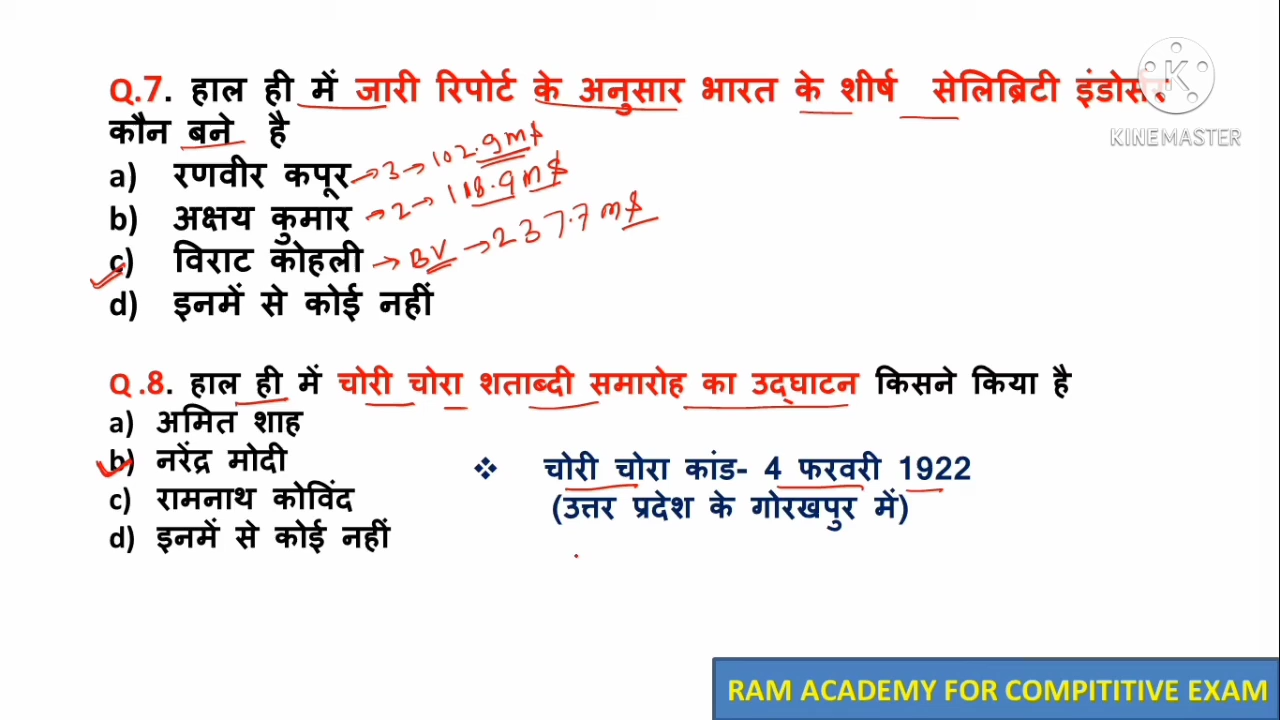 Q.7. हाल ही में जारी रिपोर्ट के अनुसार भारत के शीर्ष सेलिब्रिटी
कौन बने है
a) रणवीर कपूर → 3 → 102.9 m $
b) अक्षय कुमार → 2 → 118.9 m $
c) विराट कोहली → BV → 237.7 m $
d) इनमें से कोई नहीं
K
KINEMASTER
Q .8. हाल ही में चोरी चोरा शताब्दी समारोह का उद्घाटन किसने किया है
a) अमित शाह
b) नरेंद्र मोदी
c) रामनाथ कोविंद
d) इनमें से कोई नहीं
❖ चोरी चोरा कांड- 4 फरवरी 1922
(उत्तर प्रदेश के गोरखपुर में)
RAM ACADEMY FOR COMPITITIVE EXAM